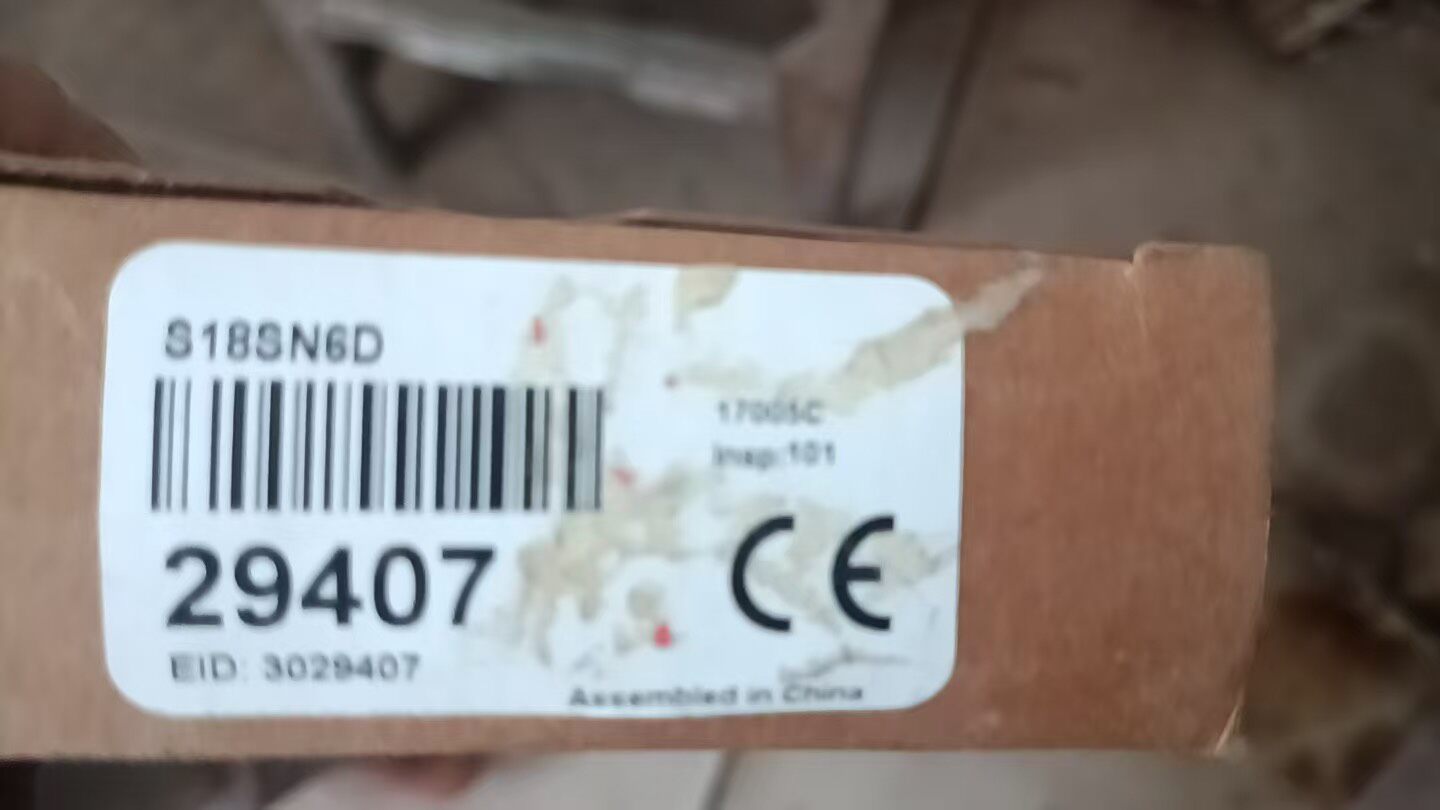 S18SN6D
17005C
insp:101
29407
CE
EID: 3029407
Assembled in China